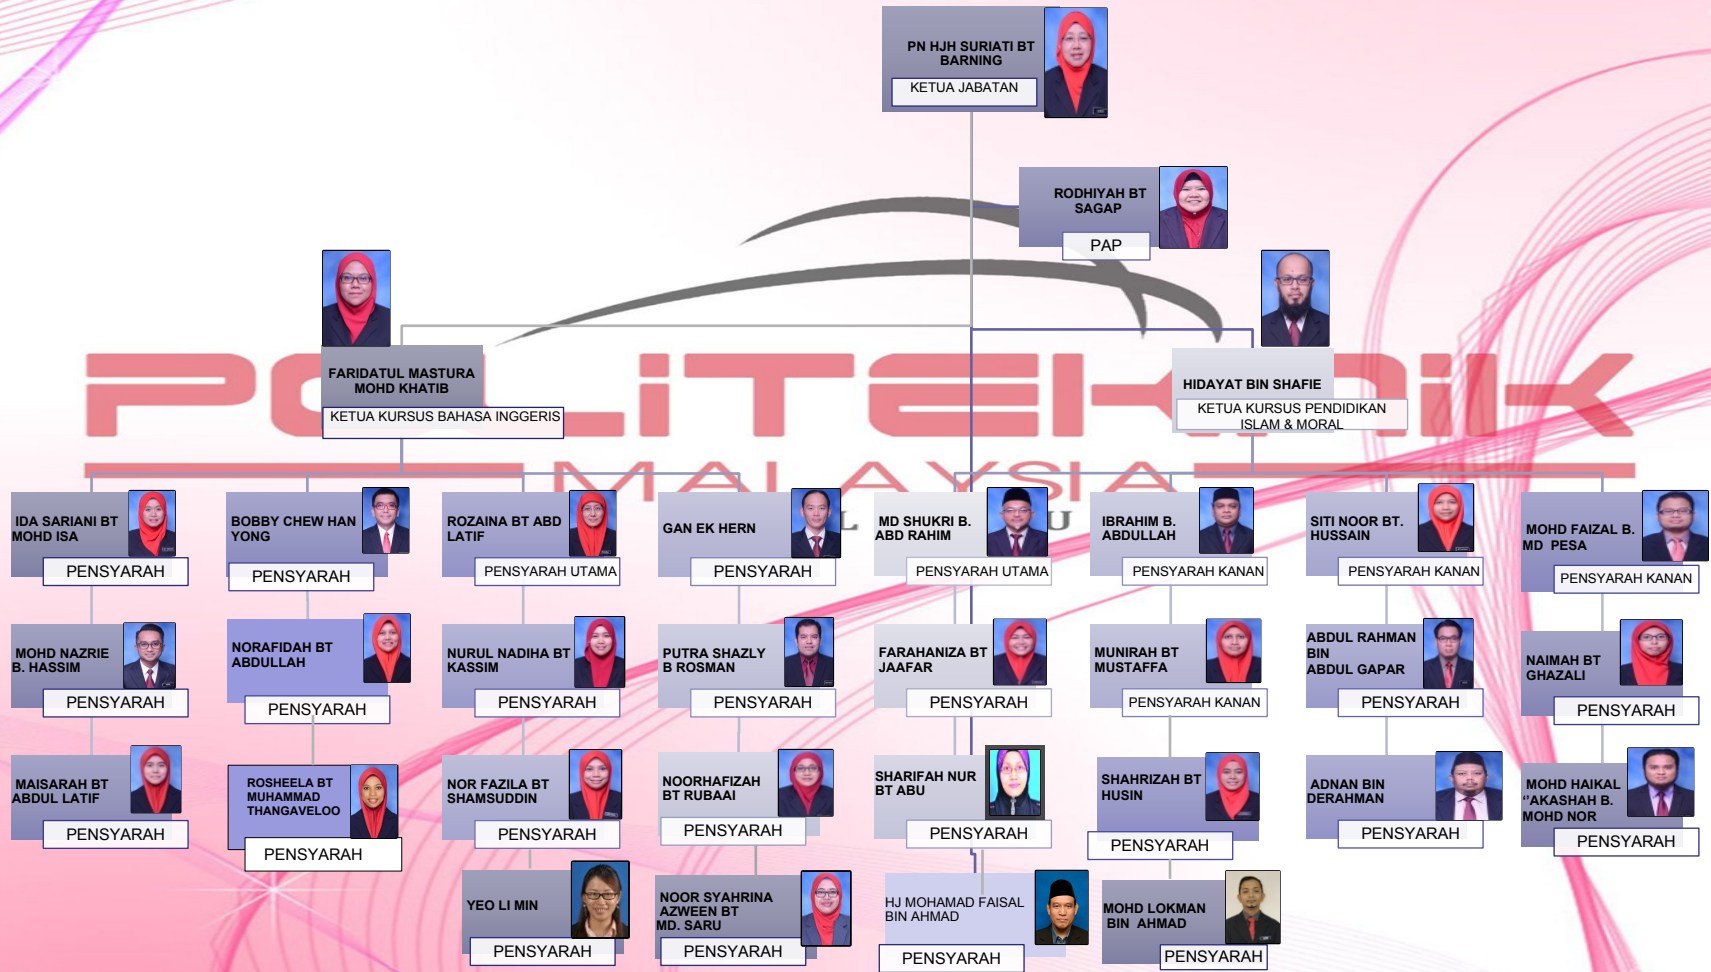 PN HJH SURIATI BT
BARNING
KETUA JABATAN
RODHIYAH BT
SAGAP
PAP
FARIDATUL MASTURA
MOHD KHATIB
KETUA KURSUS BAHASA INGGERIS
HIDAYAT BIN SHAFIE
KETUA KURSUS PENDIDIKAN
ISLAM & MORAL
POLiTEKNiK
MALAYSIA
IDA SARIANI BT
MOHD ISA
PENSYARAH
BOBBY CHEW HAN
YONG
PENSYARAH
ROZAINA BT ABD
LATIF
PENSYARAH UTAMA
GAN EK HERN
PENSYARAH
MD SHUKRI B.
ABD RAHIM
PENSYARAH UTAMA
IBRAHIM B.
ABDULLAH
PENSYARAH KANAN
SITI NOOR BT.
HUSSAIN
PENSYARAH KANAN
MOHD FAIZAL B.
MD PESA
PENSYARAH KANAN
MOHD NAZRIE
B. HASSIM
PENSYARAH
NORAFIDAH BT
ABDULLAH
PENSYARAH
NURUL NADIHA BT
KASSIM
PENSYARAH
PUTRA SHAZLY
B ROSMAN
PENSYARAH
FARAHANIZA BT
JAAFAR
PENSYARAH
MUNIRAH BT
MUSTAFFA
PENSYARAH KANAN
ABDUL RAHMAN
BIN
ABDUL GAPAR
PENSYARAH
NAIMAH BT
GHAZALI
PENSYARAH
MAISARAH BT
ABDUL LATIF
PENSYARAH
ROSHEELA BT
MUHAMMAD
THANGAVELOO
PENSYARAH
NOR FAZILA BT
SHAMSUDDIN
PENSYARAH
NOORHAFIZAH
BT RUBAAI
PENSYARAH
SHARIFAH NUR
BT ABU
PENSYARAH
SHAHRIZAH BT
HUSIN
PENSYARAH
ADNAN BIN
DERAHMAN
PENSYARAH
MOHD HAIKAL
‘’AKASHAH B.
MOHD NOR
PENSYARAH
YEO LI MIN
PENSYARAH
NOOR SYAHRINA
AZWEEN BT
MD. SARU
PENSYARAH
HJ MOHAMAD FAISAL
BIN AHMAD
PENSYARAH
MOHD LOKMAN
BIN AHMAD
PENSYARAH